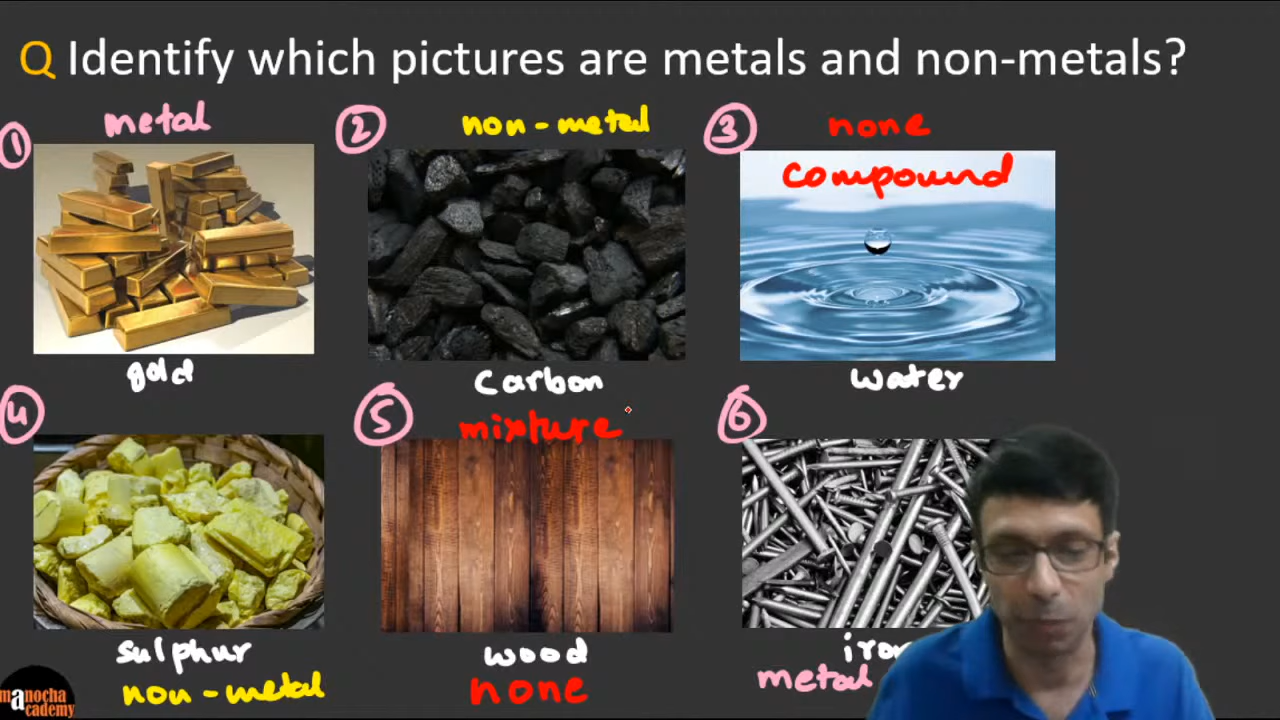 Q Identify which pictures are metals and non-metals?
① metal
② non-metal
③ none
compound
gold
carbon
water
④
⑤ mixture
⑥
sulphur
wood
iron
non-metal
none
metal
manocha
academy